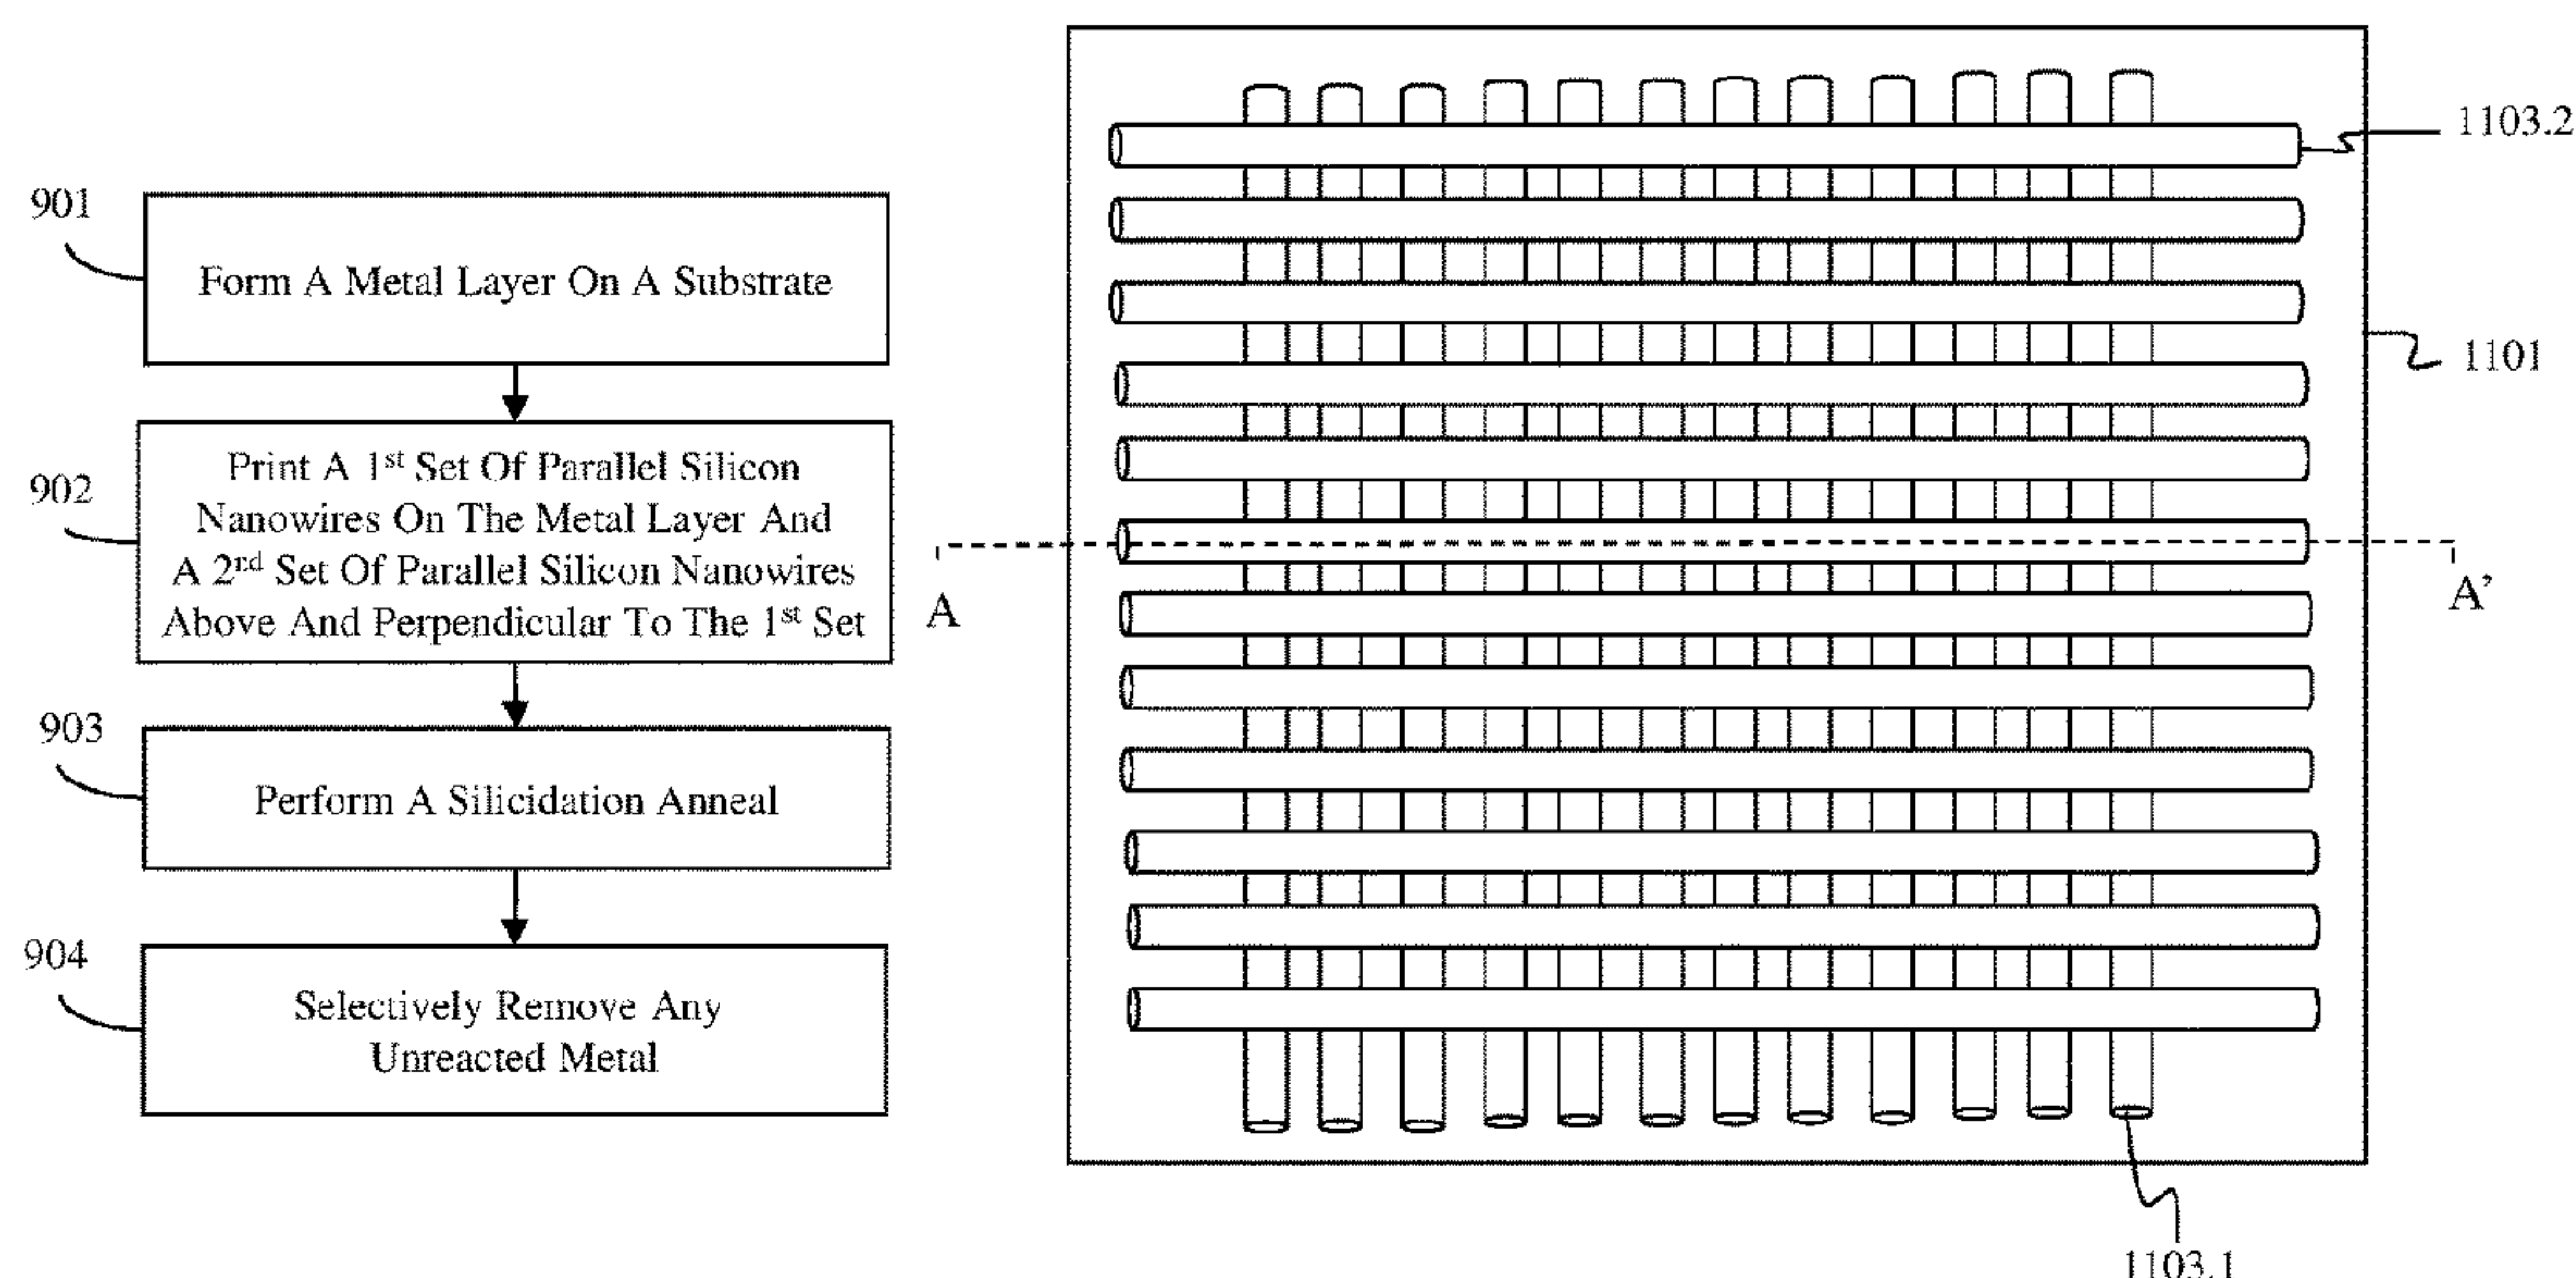 901
Form A Metal Layer On A Substrate
902
Print A 1st Set Of Parallel Silicon
Nanowires On The Metal Layer And
A 2nd Set Of Parallel Silicon Nanowires
Above And Perpendicular To The 1st Set
903
Perform A Silicidation Anneal
904
Selectively Remove Any
Unreacted Metal
1103.2
1101
A
A’
1103.1